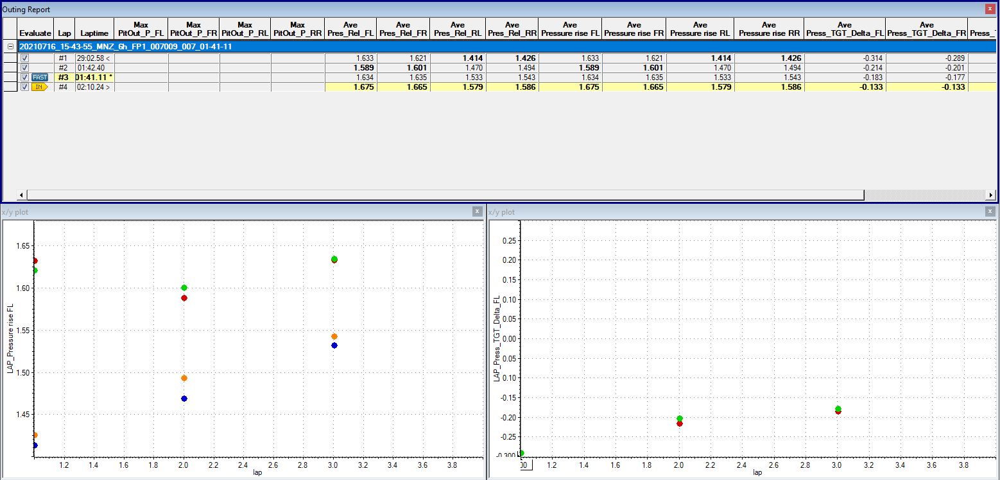 Outing Report
Evaluate Lap Laptime Max PitOut_P_FL Max PitOut_P_FR Max PitOut_P_RL Max PitOut_P_RR Ave Pres_Rel_FL Ave Pres_Rel_FR Ave Pres_Rel_RL Ave Pres_Rel_RR Ave Pressure rise FL Ave Pressure rise FR Ave Pressure rise RL Ave Pressure rise RR Ave Press_TGT_Delta_FL Ave Press_TGT_Delta_FR Press_
20210716_15-43-55_MNZ_6h_FP1_007009_007_01-41-11
#1 29:02.58 < 1.633 1.621 1.414 1.426 1.633 1.621 1.414 1.426 -0.314 -0.289
#2 01:42.40 1.589 1.601 1.470 1.494 1.589 1.601 1.470 1.494 -0.214 -0.201
FAST #3 01:41.11 * 1.634 1.635 1.533 1.543 1.634 1.635 1.533 1.543 -0.183 -0.177
IN #4 02:10.24 > 1.675 1.665 1.579 1.586 1.675 1.665 1.579 1.586 -0.133 -0.133
x/y plot
LAP_Pressure rise FL
1.65
1.60
1.55
1.50
1.45
1.2 1.4 1.6 1.8 2.0 2.2 2.4 2.6 2.8 3.0 3.2 3.4 3.6 3.8
lap
x/y plot
LAP_Press_TGT_Delta_FL
0.25
0.20
0.15
0.10
0.05
0.00
-0.05
-0.10
-0.15
-0.20
-0.25
-0.300
00 1.2 1.4 1.6 1.8 2.0 2.2 2.4 2.6 2.8 3.0 3.2 3.4 3.6 3.8
lap